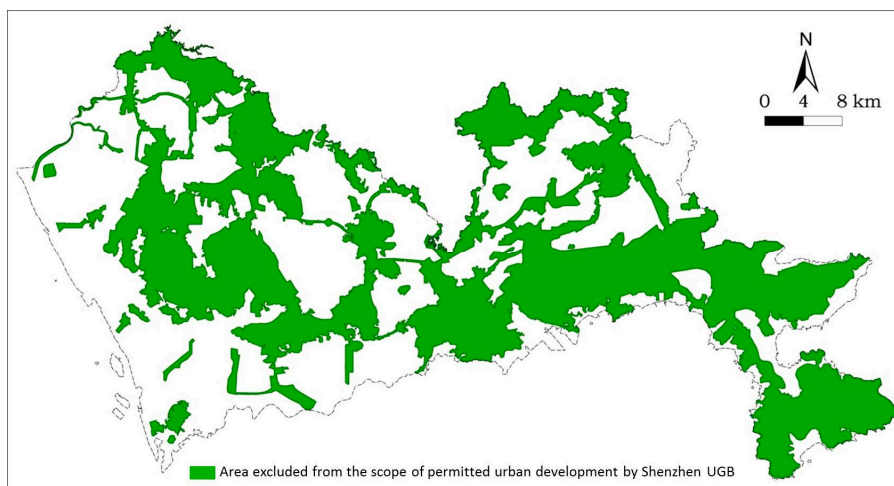 N
0 4 8 km
Area excluded from the scope of permitted urban development by Shenzhen UGB